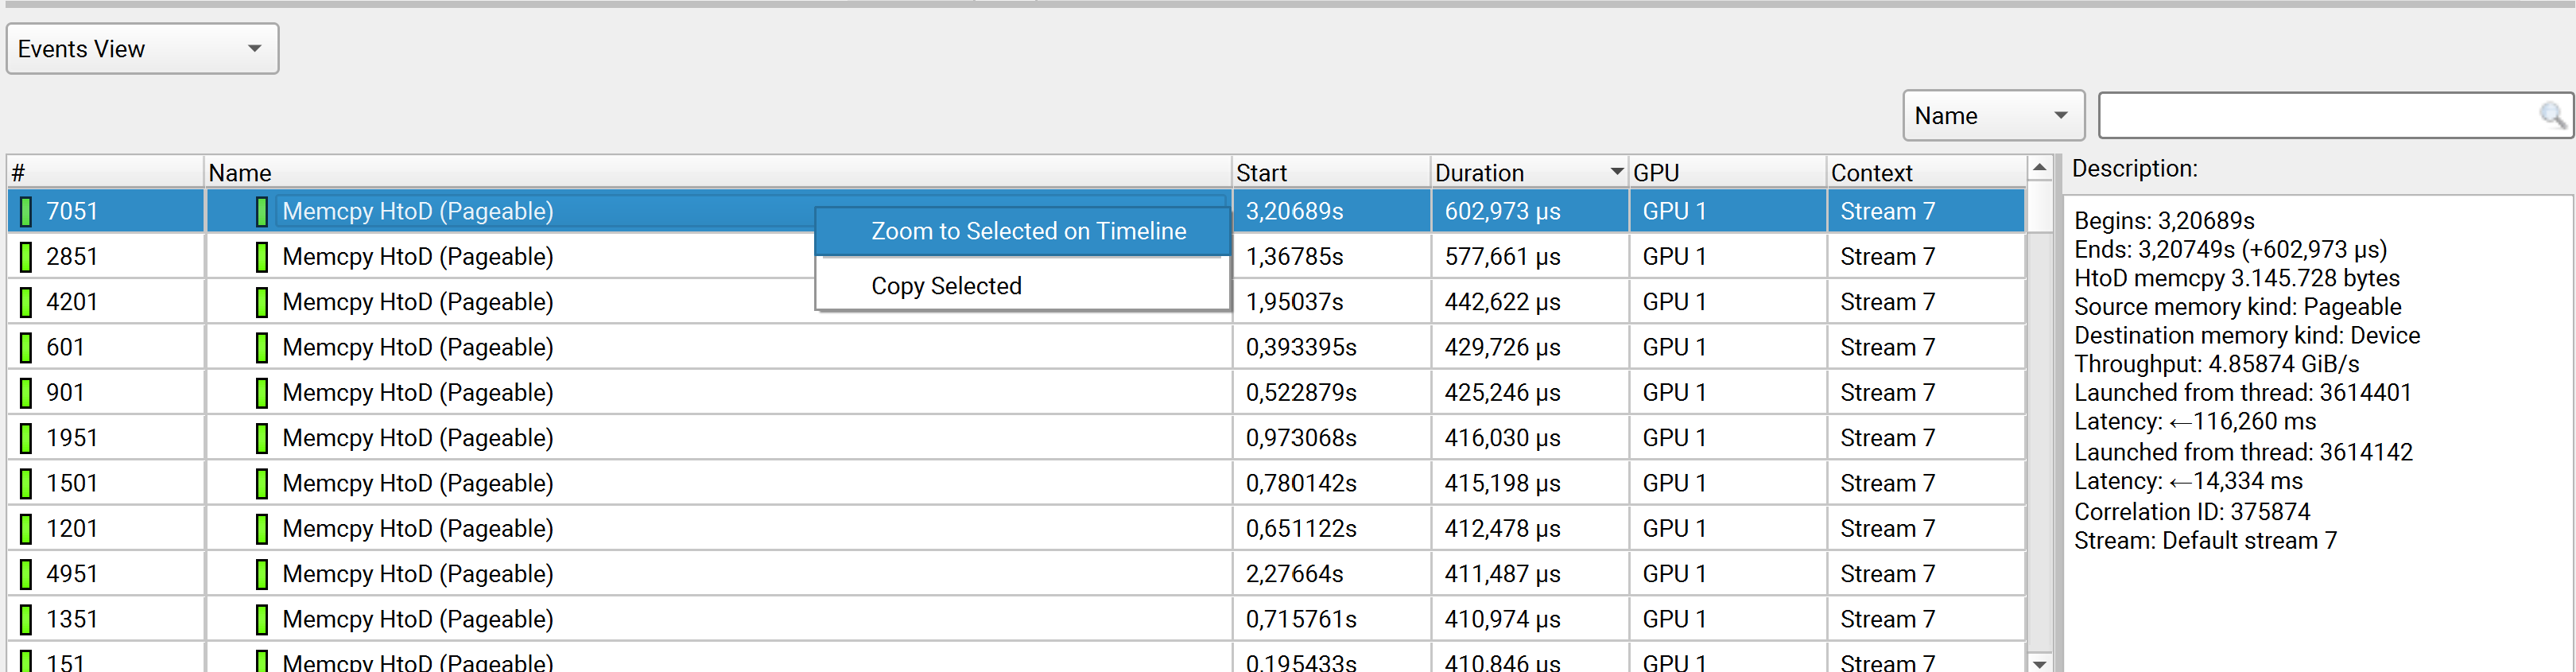 Events View
Name
# Name Start Duration GPU Context
7051 Memcpy HtoD (Pageable) 3,20689s 602,973 µs GPU 1 Stream 7
Zoom to Selected on Timeline
2851 Memcpy HtoD (Pageable) 1,36785s 577,661 µs GPU 1 Stream 7
Copy Selected
4201 Memcpy HtoD (Pageable) 1,95037s 442,622 µs GPU 1 Stream 7
601 Memcpy HtoD (Pageable) 0,393395s 429,726 µs GPU 1 Stream 7
901 Memcpy HtoD (Pageable) 0,522879s 425,246 µs GPU 1 Stream 7
1951 Memcpy HtoD (Pageable) 0,973068s 416,030 µs GPU 1 Stream 7
1501 Memcpy HtoD (Pageable) 0,780142s 415,198 µs GPU 1 Stream 7
1201 Memcpy HtoD (Pageable) 0,651122s 412,478 µs GPU 1 Stream 7
4951 Memcpy HtoD (Pageable) 2,27664s 411,487 µs GPU 1 Stream 7
1351 Memcpy HtoD (Pageable) 0,715761s 410,974 µs GPU 1 Stream 7
151 Memcpy HtoD (Pageable) 0,195433s 410,846 µs GPU 1 Stream 7
Description:
Begins: 3,20689s
Ends: 3,20749s (+602,973 µs)
HtoD memcpy 3.145.728 bytes
Source memory kind: Pageable
Destination memory kind: Device
Throughput: 4.85874 GiB/s
Launched from thread: 3614401
Latency: ←116,260 ms
Launched from thread: 3614142
Latency: ←14,334 ms
Correlation ID: 375874
Stream: Default stream 7